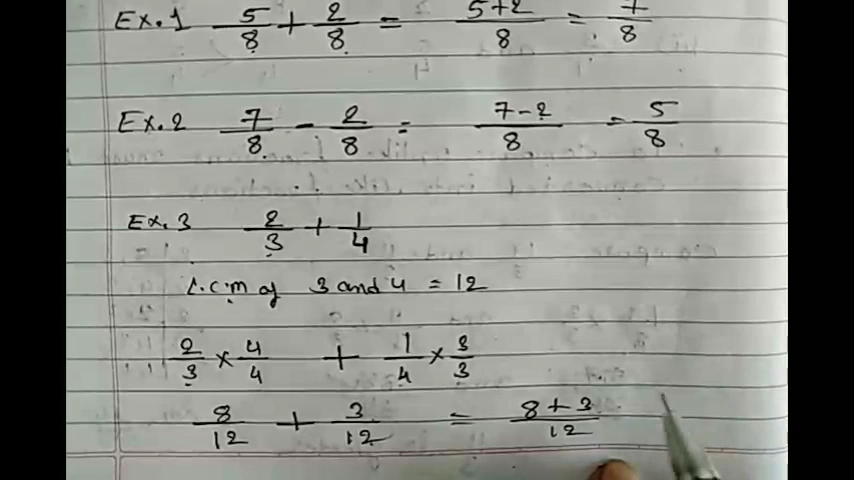 Ex.1 5/8 + 2/8 = 5+2/8 = 7/8
Ex.2 7/8 - 2/8 = 7-2/8 = 5/8
Ex.3 2/3 + 1/4
L.C.M of 3 and 4 = 12
2/3 × 4/4 + 1/4 × 3/3
8/12 + 3/12 = 8+3/12